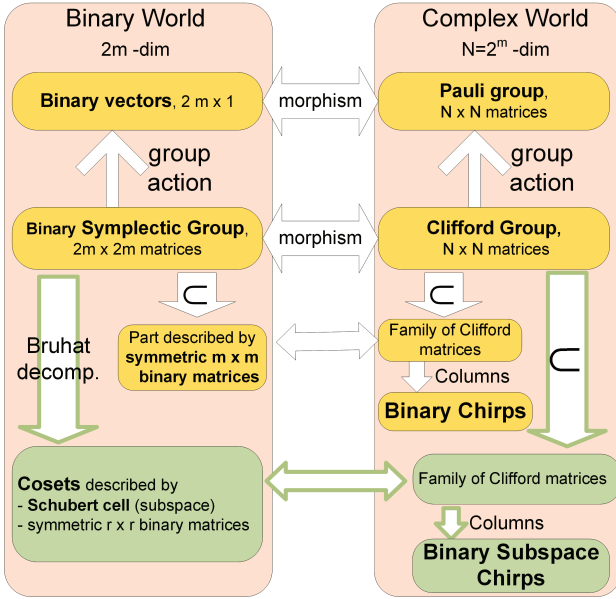 Binary World
2m -dim
Binary vectors, 2 m x 1
group
action
Binary Symplectic Group,
2m x 2m matrices
⊂
Bruhat
decomp.
Part described by
symmetric m x m
binary matrices
Cosets described by
- Schubert cell (subspace)
- symmetric r x r binary matrices
morphism
morphism
Complex World
N=2^m -dim
Pauli group,
N x N matrices
group
action
Clifford Group,
N x N matrices
⊂
Family of Clifford
matrices
Columns
Binary Chirps
⊂
Family of Clifford matrices
Columns
Binary Subspace
Chirps